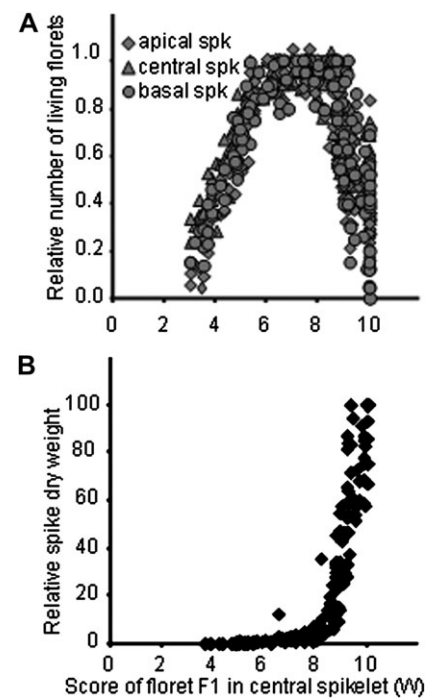 A
apical spk
central spk
basal spk
Relative number of living florets
1.0
0.8
0.6
0.4
0.2
0.0
0 2 4 6 8 10
B
Relative spike dry weight
100
80
60
40
20
0
0 2 4 6 8 10
Score of floret F1 in central spikelet (W)